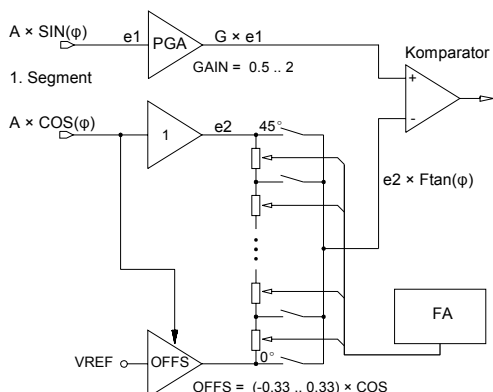 A × SIN(φ)
e1
PGA
G × e1
GAIN = 0.5 .. 2
Komparator
+
-
1. Segment
A × COS(φ)
1
e2
45°
e2 × Ftan(φ)
FA
0°
VREF
OFFS
OFFS = (-0.33 .. 0.33) × COS